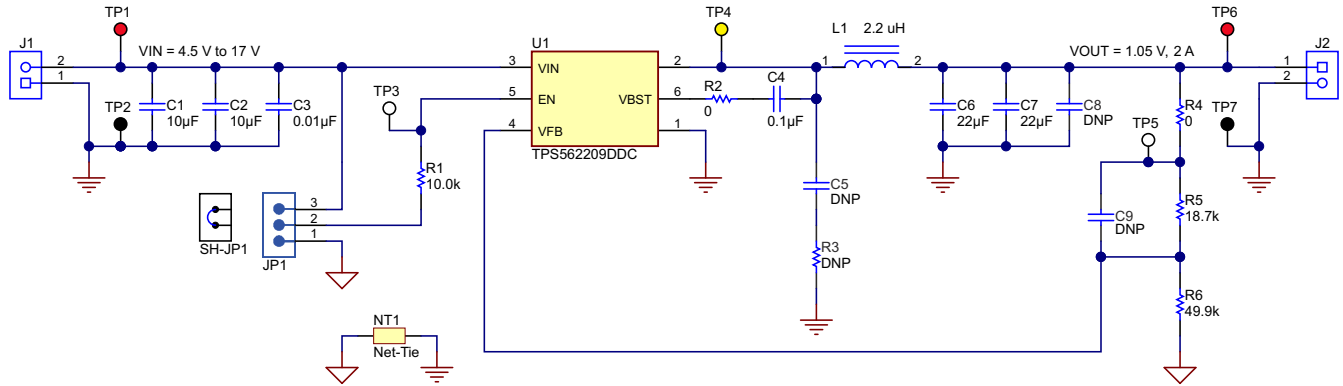 TP1
TP4
TP6
J1
VIN = 4.5 V to 17 V
U1
L1 2.2 uH
VOUT = 1.05 V, 2 A
J2
2
1
3
VIN
2
1
2
1
2
TP3
5
EN
VBST
6
R2
0
C4
0.1µF
TP2
C1
10µF
C2
10µF
C3
0.01µF
4
VFB
1
TPS562209DDC
C6
22µF
C7
22µF
C8
DNP
R4
0
TP5
TP7
R1
10.0k
C5
DNP
3
2
1
SH-JP1
JP1
R3
DNP
C9
DNP
R5
18.7k
R6
49.9k
NT1
Net-Tie